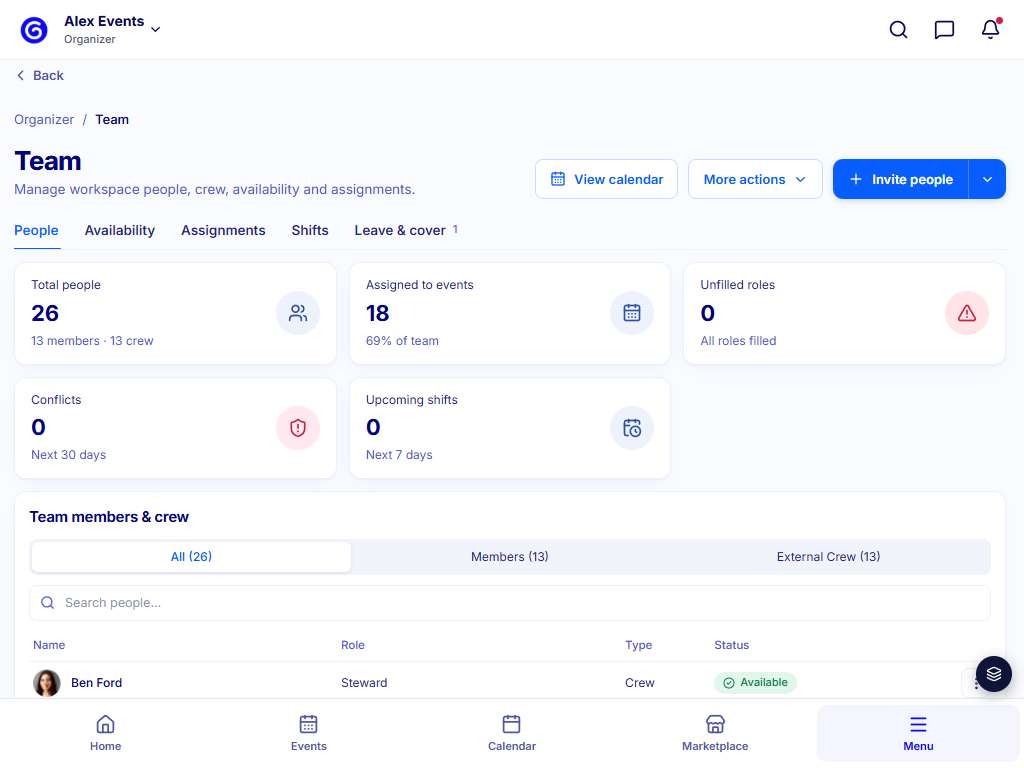 Alex Events
Organizer
Back
Organizer / Team
Team
Manage workspace people, crew, availability and assignments.
View calendar
More actions
Invite people
People Availability Assignments Shifts Leave & cover 1
Total people
26
13 members · 13 crew
Assigned to events
18
69% of team
Unfilled roles
0
All roles filled
Conflicts
0
Next 30 days
Upcoming shifts
0
Next 7 days
Team members & crew
All (26) Members (13) External Crew (13)
Search people...
Name Role Type Status
Ben Ford Steward Crew Available
Home Events Calendar Marketplace Menu